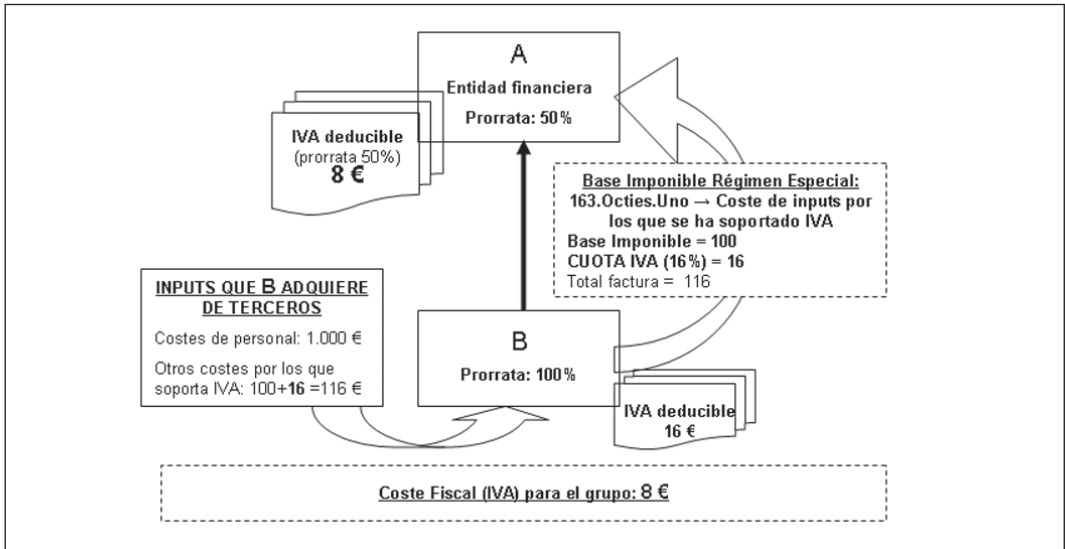 A
Entidad financiera
Prorrata: 50%
IVA deducible
(prorrata 50%)
8 €
Base Imponible Régimen Especial:
163.Octies.Uno → Coste de inputs por
los que se ha soportado IVA
Base Imponible = 100
CUOTA IVA (16%) = 16
Total factura = 116
INPUTS QUE B ADQUIERE
DE TERCEROS
Costes de personal: 1.000 €
Otros costes por los que
soporta IVA: 100+16 =116 €
B
Prorrata: 100%
IVA deducible
16 €
Coste Fiscal (IVA) para el grupo: 8 €